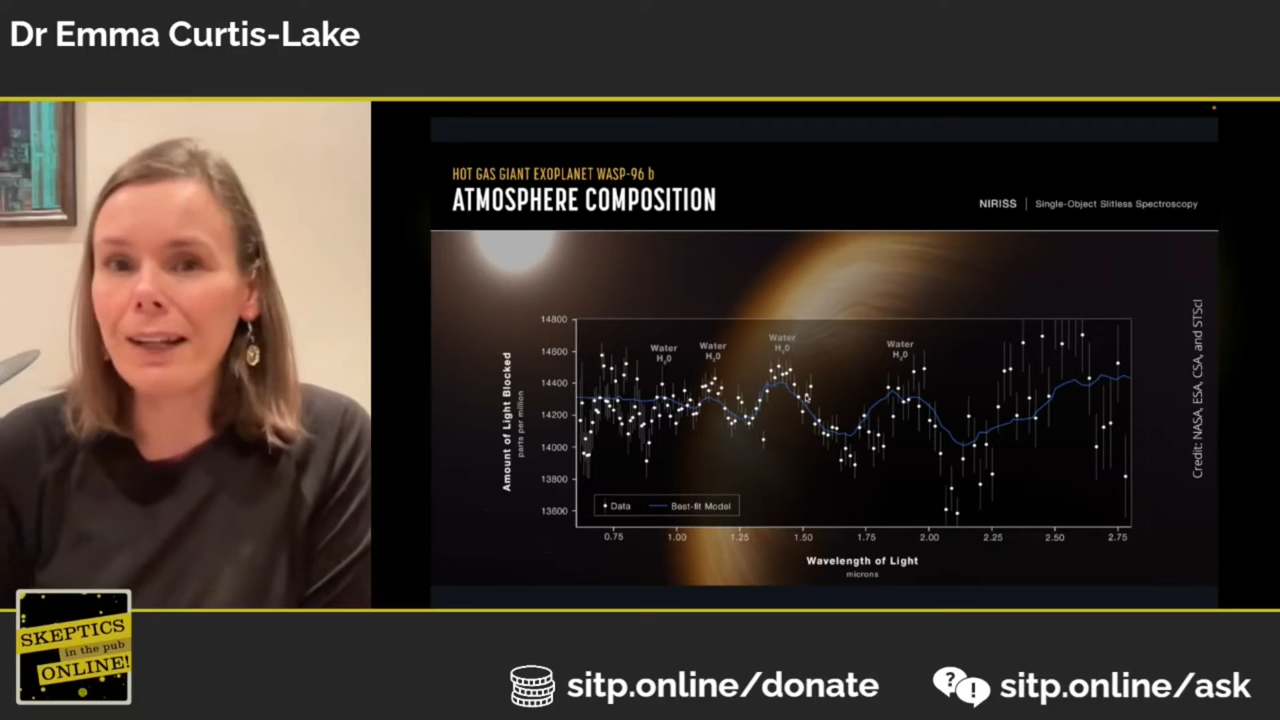 Dr Emma Curtis-Lake
HOT GAS GIANT EXOPLANET WASP-96 b
ATMOSPHERE COMPOSITION
NIRISS | Single-Object Slitless Spectroscopy
14800
14600
14400
14200
14000
13800
13600
Amount of Light Blocked
parts per million
Water
H₂O
Water
H₂O
Water
H₂O
Water
H₂O
Data
Best-fit Model
0.75 1.00 1.25 1.50 1.75 2.00 2.25 2.50 2.75
Wavelength of Light
microns
Credit: NASA, ESA, CSA, and STScI
SKEPTICS
in the pub
ONLINE!
sitp.online/donate
? !
sitp.online/ask